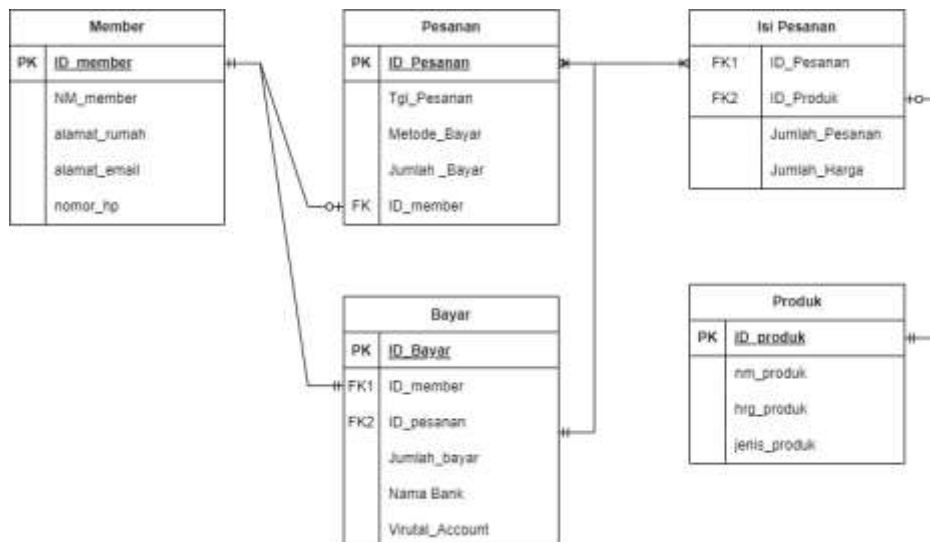 Member
PK ID_member
NM_member
alamat_rumah
alamat_email
nomor_hp
Pesanan
PK ID_Pesanan
Tgl_Pesanan
Metode_Bayar
Jumlah _Bayar
FK ID_member
Isi Pesanan
FK1 ID_Pesanan
FK2 ID_Produk
Jumlah_Pesanan
Jumlah_Harga
Bayar
PK ID_Bayar
FK1 ID_member
FK2 ID_pesanan
Jumlah_bayar
Nama Bank
Virutal_Account
Produk
PK ID_produk
nm_produk
hrg_produk
jenis_produk